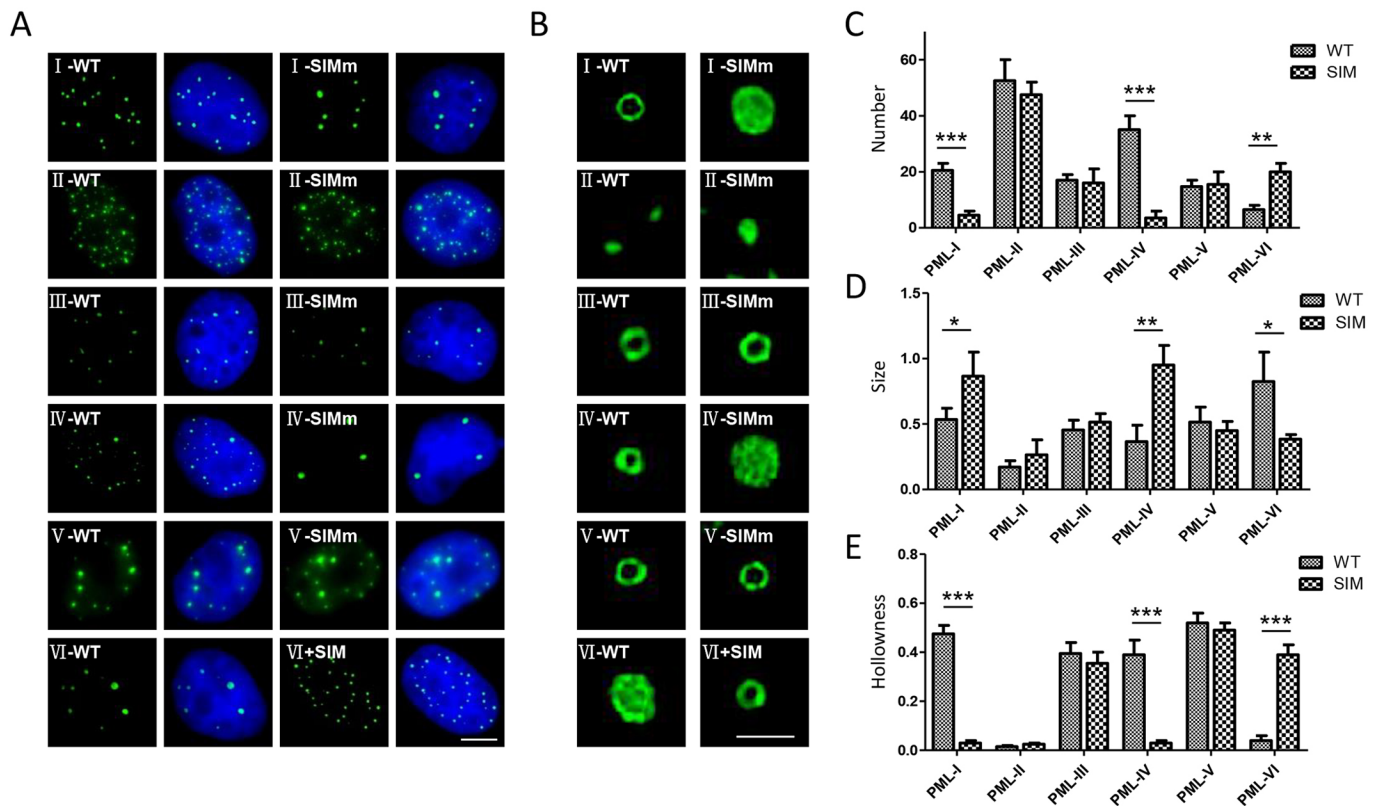 A
Ⅰ-WT
Ⅰ-SIMm
Ⅱ-WT
Ⅱ-SIMm
Ⅲ-WT
Ⅲ-SIMm
Ⅳ-WT
Ⅳ-SIMm
Ⅴ-WT
Ⅴ-SIMm
Ⅵ-WT
Ⅵ+SIM
B
Ⅰ-WT
Ⅰ-SIMm
Ⅱ-WT
Ⅱ-SIMm
Ⅲ-WT
Ⅲ-SIMm
Ⅳ-WT
Ⅳ-SIMm
Ⅴ-WT
Ⅴ-SIMm
Ⅵ-WT
Ⅵ+SIM
C
Number
60
40
20
0
***
***
**
WT
SIM
PML-I
PML-II
PML-III
PML-IV
PML-V
PML-VI
D
Size
1.5
1.0
0.5
0.0
*
**
*
WT
SIM
PML-I
PML-II
PML-III
PML-IV
PML-V
PML-VI
E
Hollowness
0.8
0.6
0.4
0.2
0.0
***
***
***
WT
SIM
PML-I
PML-II
PML-III
PML-IV
PML-V
PML-VI